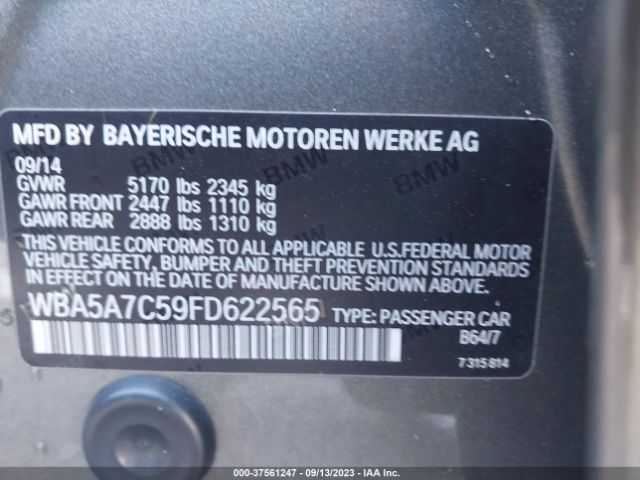 MFD BY BAYERISCHE MOTOREN WERKE AG
09/14
GVWR 5170 lbs 2345 kg
GAWR FRONT 2447 lbs 1110 kg
GAWR REAR 2888 lbs 1310 kg
THIS VEHICLE CONFORMS TO ALL APPLICABLE U.S.FEDERAL MOTOR
VEHICLE SAFETY, BUMPER AND THEFT PREVENTION STANDARDS
IN EFFECT ON THE DATE OF MANUFACTURE SHOWN ABOVE.
WBA5A7C59FD622565 TYPE: PASSENGER CAR
B64/7
7315814
BMW
BMW
BMW
000-37561247 - 09/13/2023 - IAA Inc.